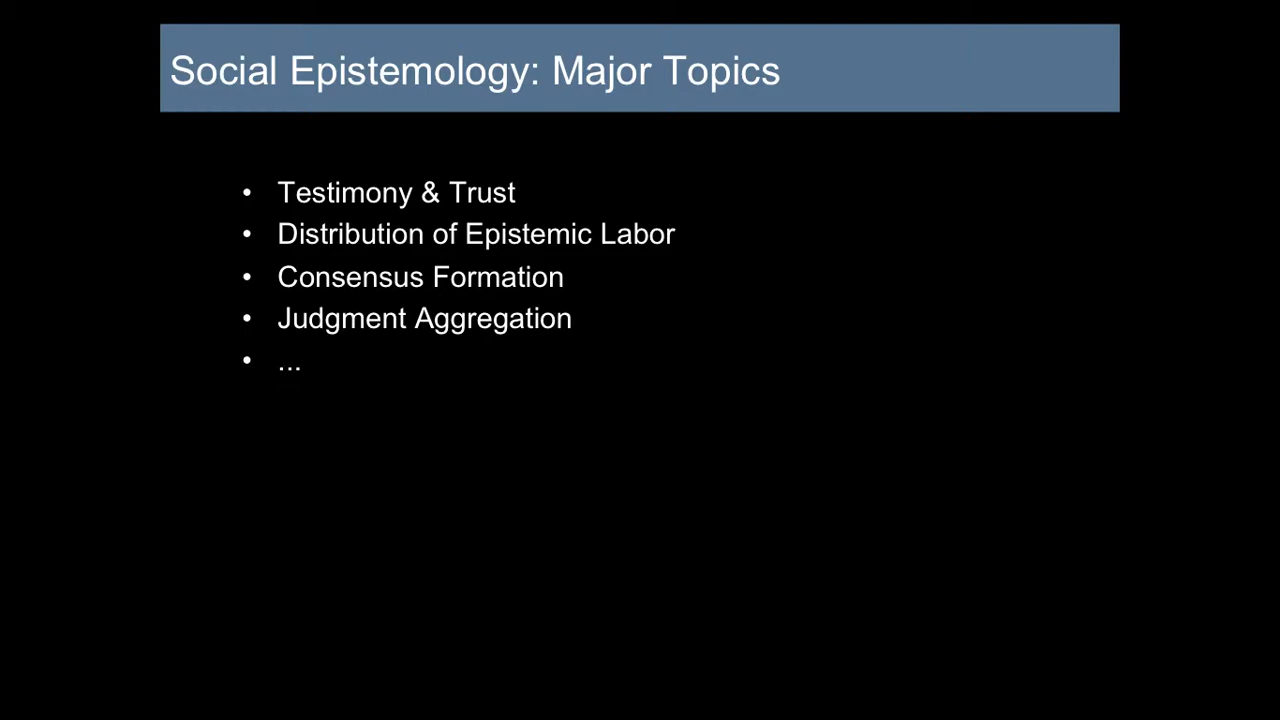 Social Epistemology: Major Topics
• Testimony & Trust
• Distribution of Epistemic Labor
• Consensus Formation
• Judgment Aggregation
• ...